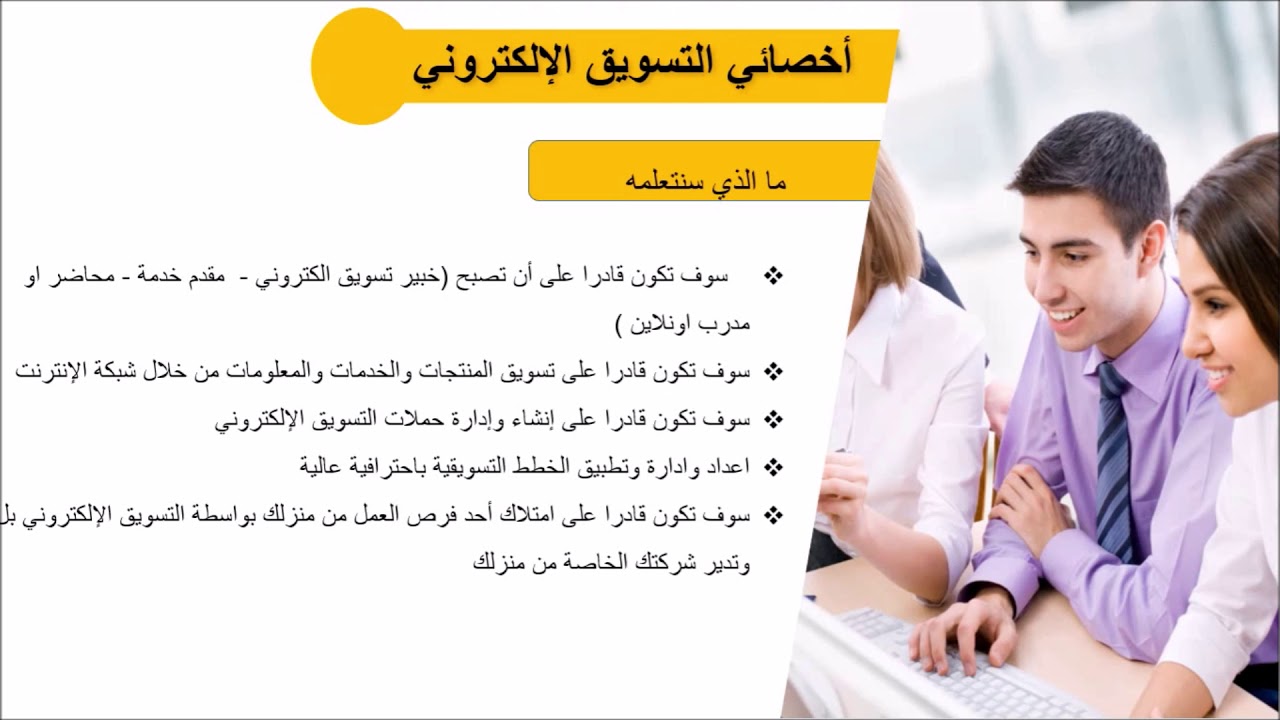 أخصائي التسويق الإلكتروني
ما الذي سنتعلمه
❖ سوف تكون قادرا على أن تصبح (خبير تسويق الكتروني - مقدم خدمة - محاضر او
مدرب اونلاين )
❖ سوف تكون قادرا على تسويق المنتجات والخدمات والمعلومات من خلال شبكة الإنترنت
❖ سوف تكون قادرا على إنشاء وإدارة حملات التسويق الإلكتروني
❖ اعداد وادارة وتطبيق الخطط التسويقية باحترافية عالية
❖ سوف تكون قادرا على امتلاك أحد فرص العمل من منزلك بواسطة التسويق الإلكتروني بل
وتدير شركتك الخاصة من منزلك